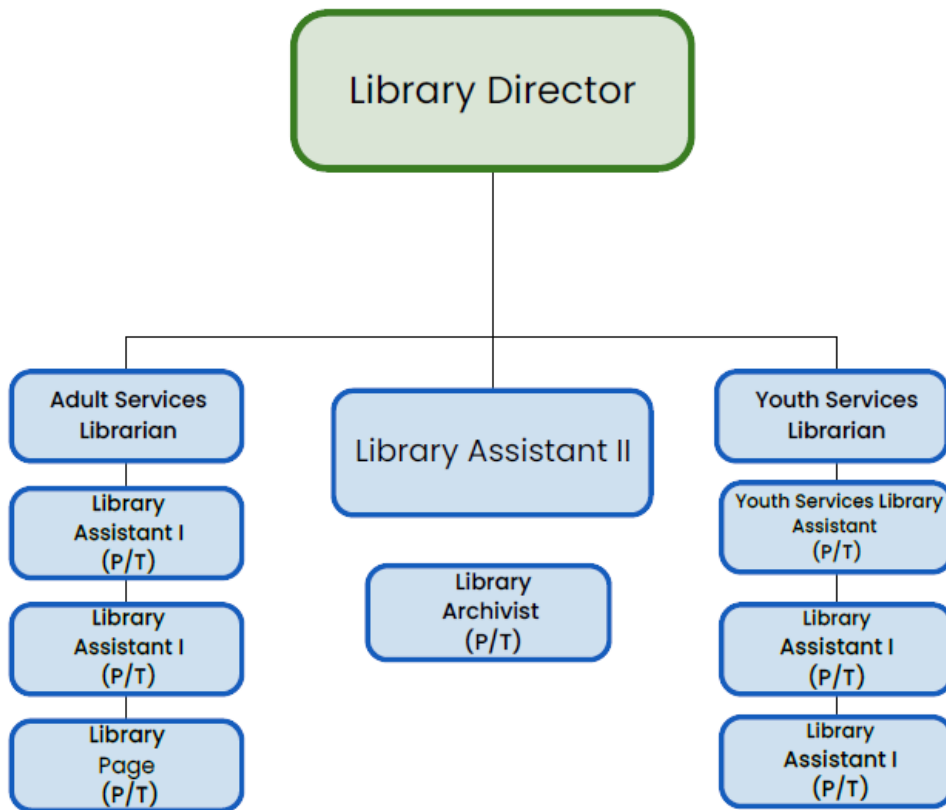 Library Director
Adult Services
Librarian
Library
Assistant I
(P/T)
Library
Assistant I
(P/T)
Library
Page
(P/T)
Library Assistant II
Library
Archivist
(P/T)
Youth Services
Librarian
Youth Services Library
Assistant
(P/T)
Library
Assistant I
(P/T)
Library
Assistant I
(P/T)